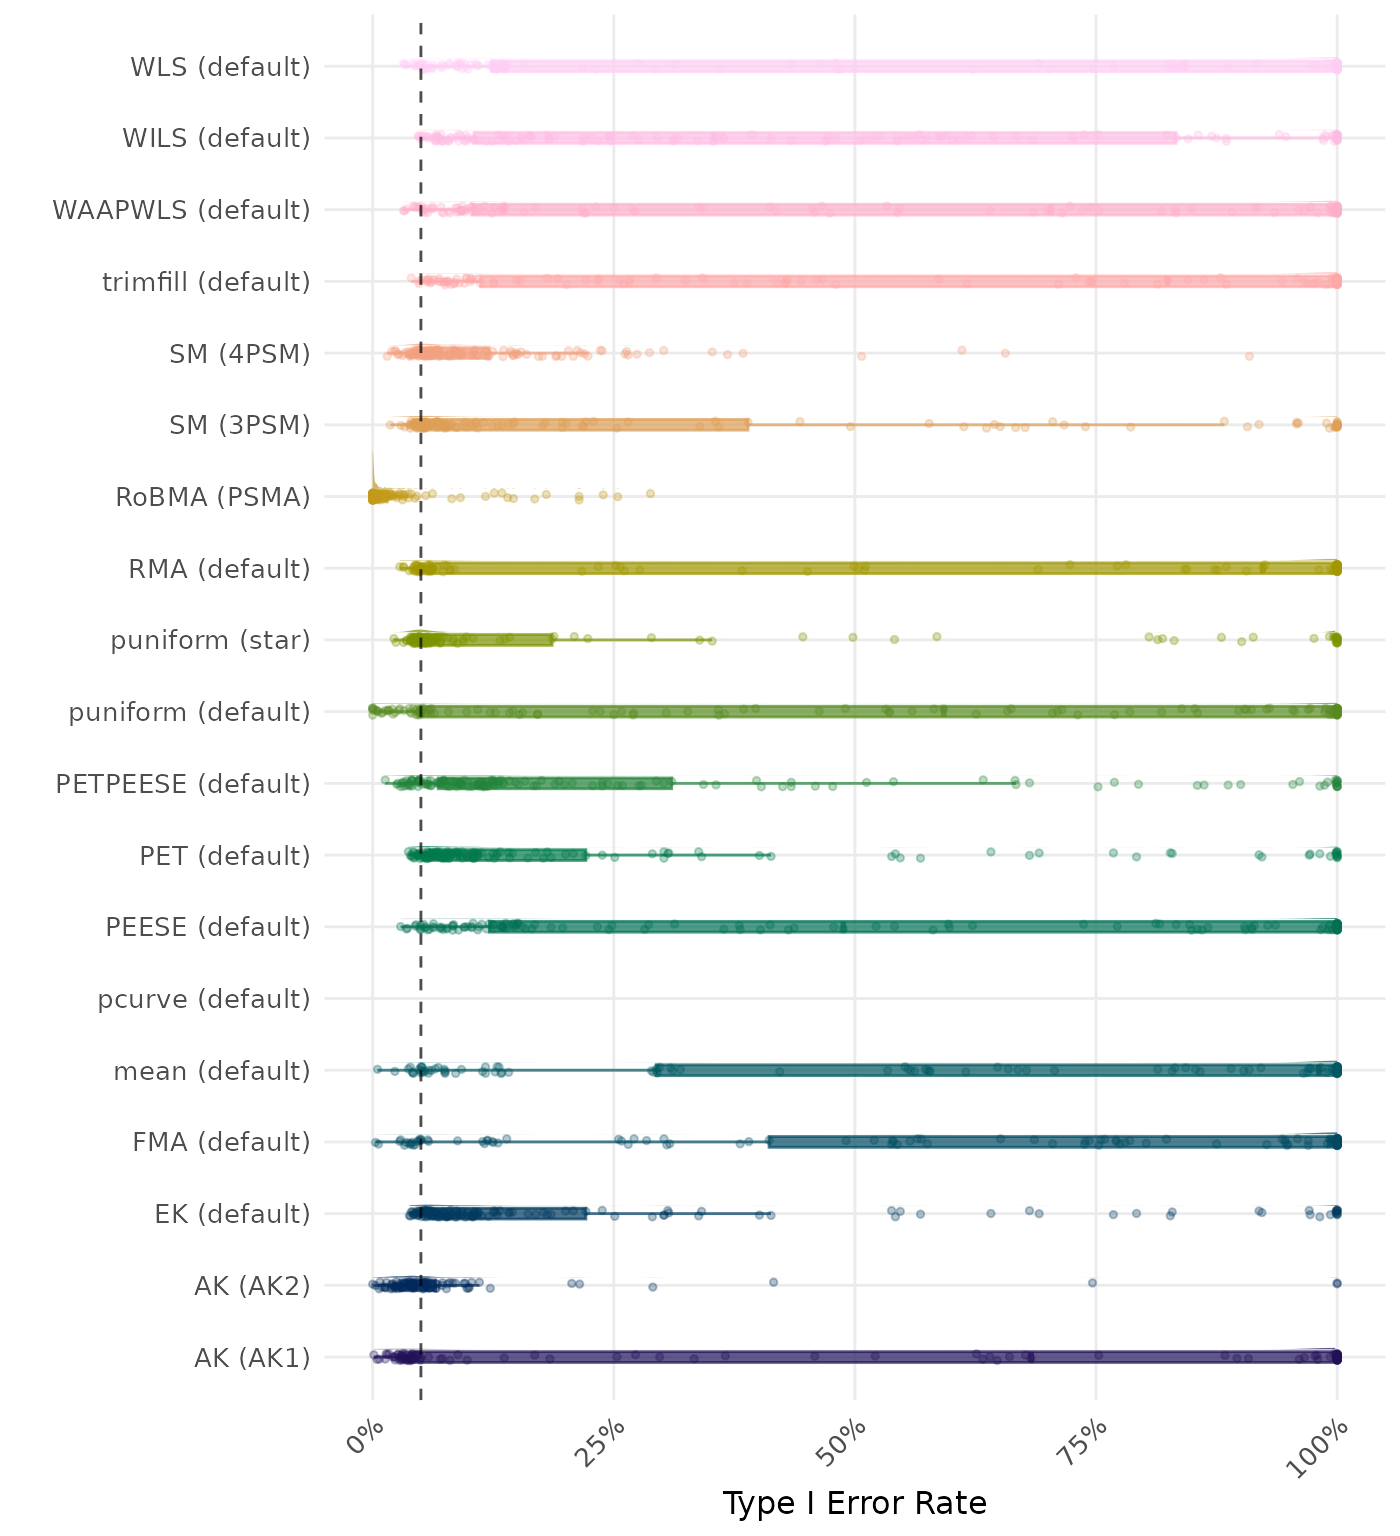 WLS (default)
WILS (default)
WAAPWLS (default)
trimfill (default)
SM (4PSM)
SM (3PSM)
RoBMA (PSMA)
RMA (default)
puniform (star)
puniform (default)
PETPEESE (default)
PET (default)
PEESE (default)
pcurve (default)
mean (default)
FMA (default)
EK (default)
AK (AK2)
AK (AK1)
0%
25%
50%
75%
100%
Type I Error Rate